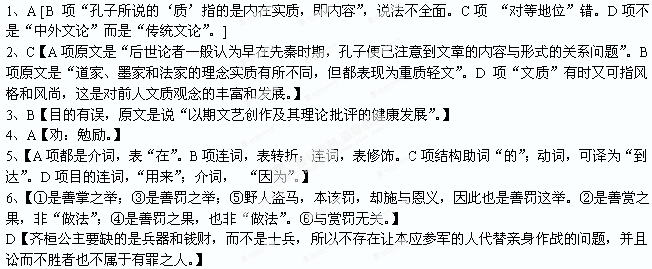 1、A [B 项“孔子所说的‘质’指的是内在实质，即内容”，说法不全面。C项 “对等地位”错。D项不
是“中外文论”而是“传统文论”。]
2、C【A项原文是“后世论者一般认为早在先秦时期，孔子便已注意到文章的内容与形式的关系问题”。B
项原文是“道家、墨家和法家的理念实质有所不同，但都表现为重质轻文”。D 项“文质”有时又可指风
格和风尚，这是对前人文质观念的丰富和发展。】
3、B【目的有误，原文是说“以期文艺创作及其理论批评的健康发展”。】
4、A【劝：勉励。】
5、【A项都是介词，表“在”。B项连词，表转折；连词，表修饰。C项结构助词“的”；动词，可译为“到
达”。D项目的连词，“用来”；介词， “因为”。】
6、【①是善掌之举；③是善罚之举； ⑤野人盗马，本该罚，却施与恩义，因此也是善罚这举。②是善赏之
果，非“做法”；④是善罚之果，也非“做法”。⑥与赏罚无关。】
D【齐桓公主要缺的是兵器和钱财，而不是士兵，所以不存在让本应参军的人代替亲身作战的问题，并且
讼而不胜者也不属于有罪之人。】